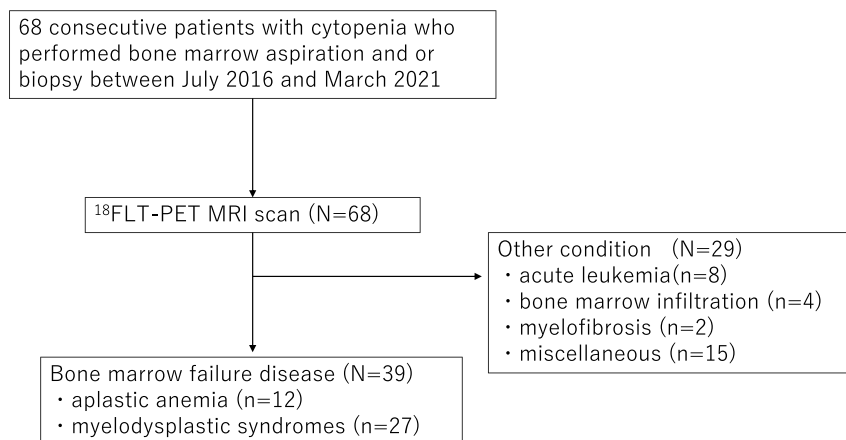 68 consecutive patients with cytopenia who
performed bone marrow aspiration and or
biopsy between July 2016 and March 2021
¹⁸FLT-PET MRI scan (N=68)
Other condition　(N=29)
・acute leukemia(n=8)
・bone marrow infiltration (n=4)
・myelofibrosis (n=2)
・miscellaneous (n=15)
Bone marrow failure disease (N=39)
・aplastic anemia (n=12)
・myelodysplastic syndromes (n=27)